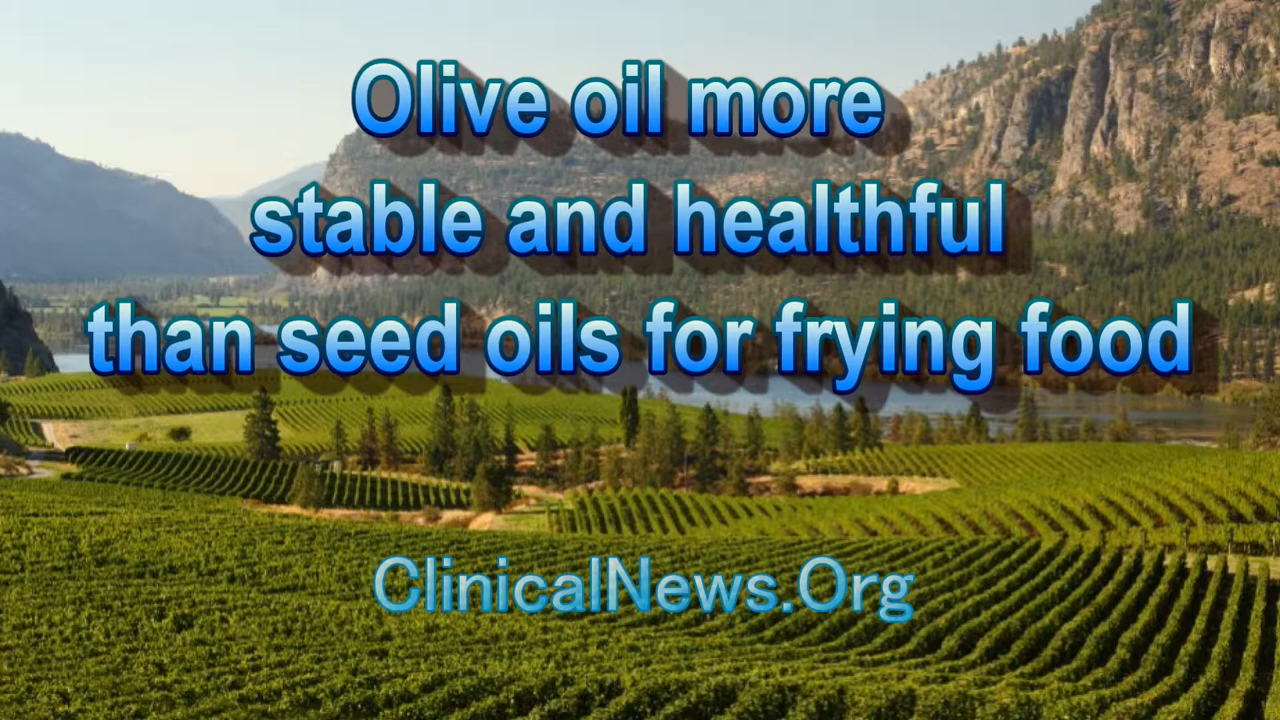 Olive oil more
stable and healthful
than seed oils for frying food
ClinicalNews.Org